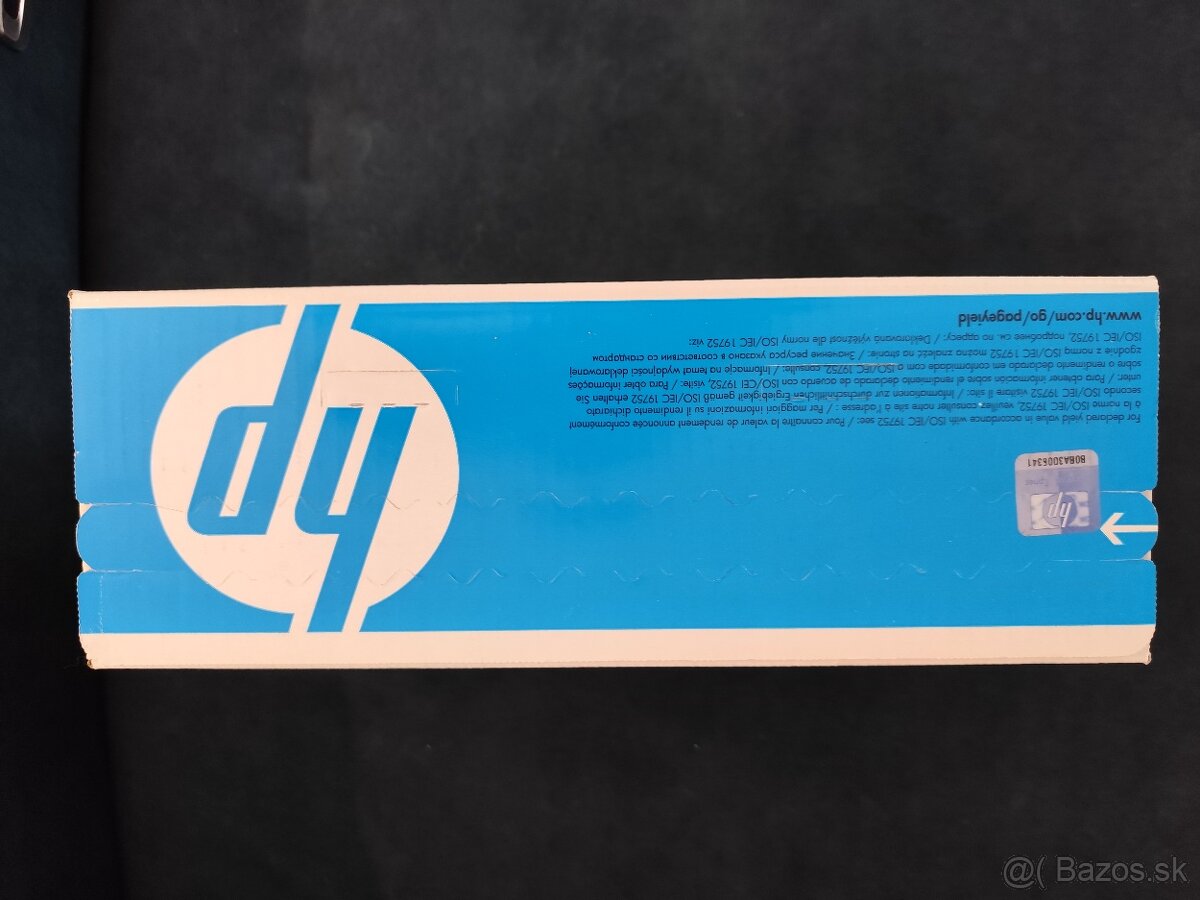 hp
For declared yield value in accordance with ISO/IEC 19752 see: / Pour connaître la valeur de rendement annoncée conformément
à la norme ISO/IEC 19752, veuillez consulter notre site à l'adresse : / Per maggiori informazioni su il rendimento dichiarato
secondo ISO/IEC 19752 visitare il sito: / Informationen zur durchschnittlichen Ergiebigkeit gemäß ISO/IEC 19752 erhalten Sie
unter: / Para obtener información sobre el rendimiento declarado de acuerdo con ISO/CEI 19752, visite: / Para obter informações
sobre o rendimento declarado em conformidade com a ISO/IEC 19752, consulte: / Informacje na temat wydajności deklarowanej
zgodnie z normą ISO/IEC 19752 można znaleźć na stronie: / Значение ресурса указано в соответствии со стандартом
ISO/IEC 19752, подробнее см. по адресу: / Deklarovaná výtěžnost dle normy ISO/IEC 19752 viz:
www.hp.com/go/pageyield
hp
80BA3006341
@( Bazos.sk